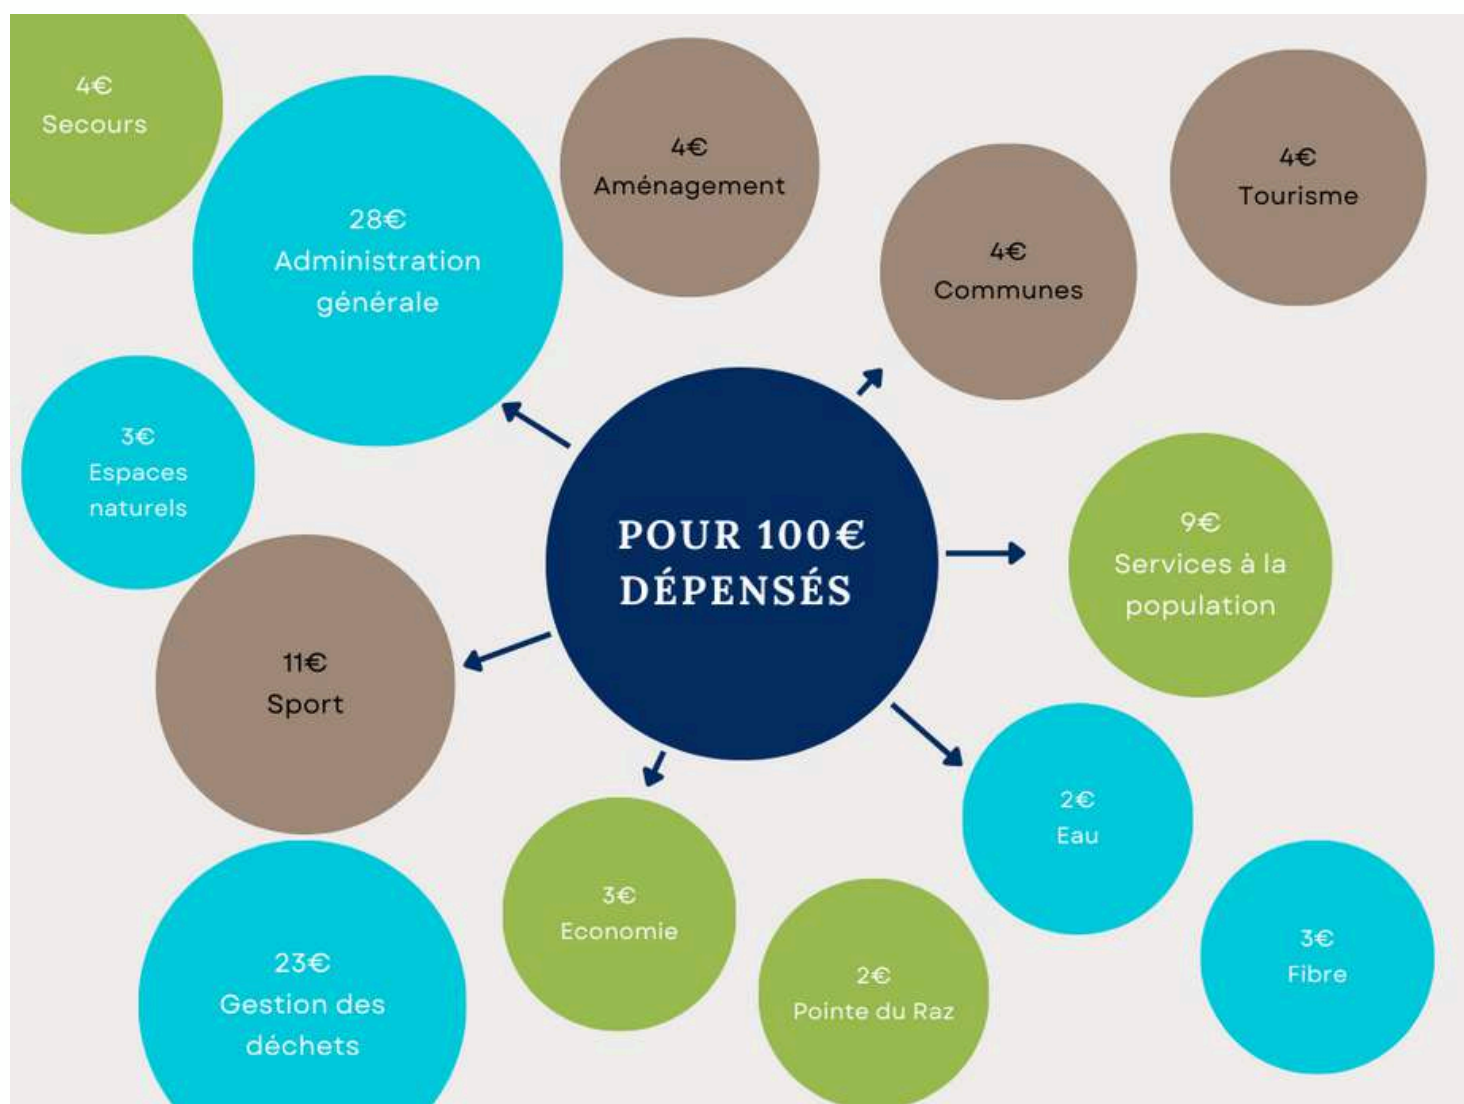 4€
Secours
28€
Administration
générale
4€
Aménagement
4€
Communes
4€
Tourisme
3€
Espaces
naturels
POUR 100€
DÉPENSÉS
9€
Services à la
population
11€
Sport
2€
Eau
3€
Economie
3€
Fibre
23€
Gestion des
déchets
2€
Pointe du Raz